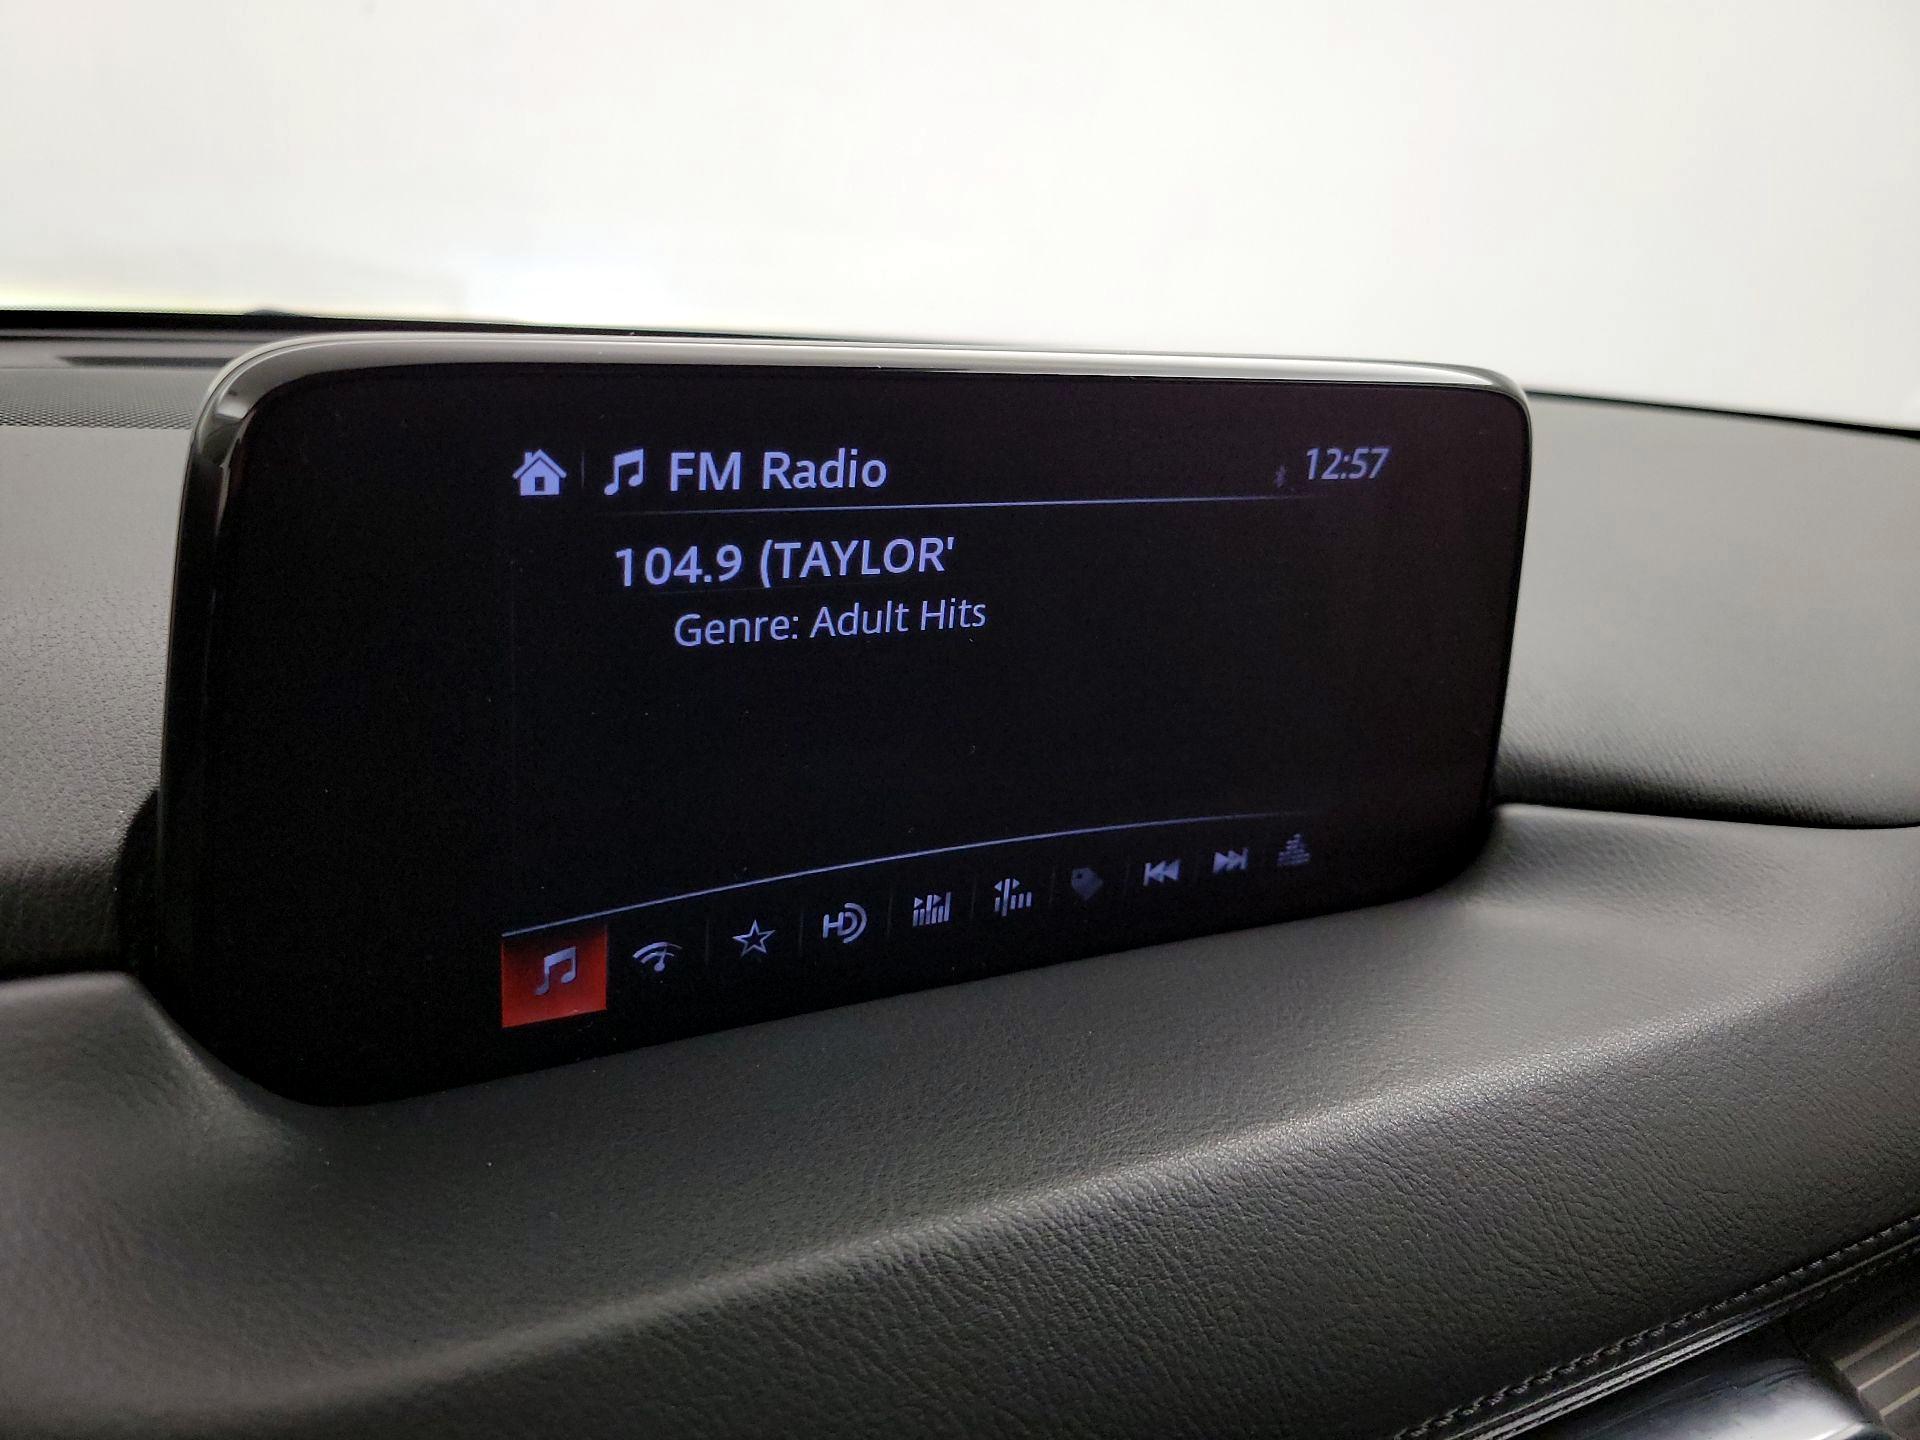 FM Radio
12:57
104.9 (TAYLOR'
Genre: Adult Hits
HD